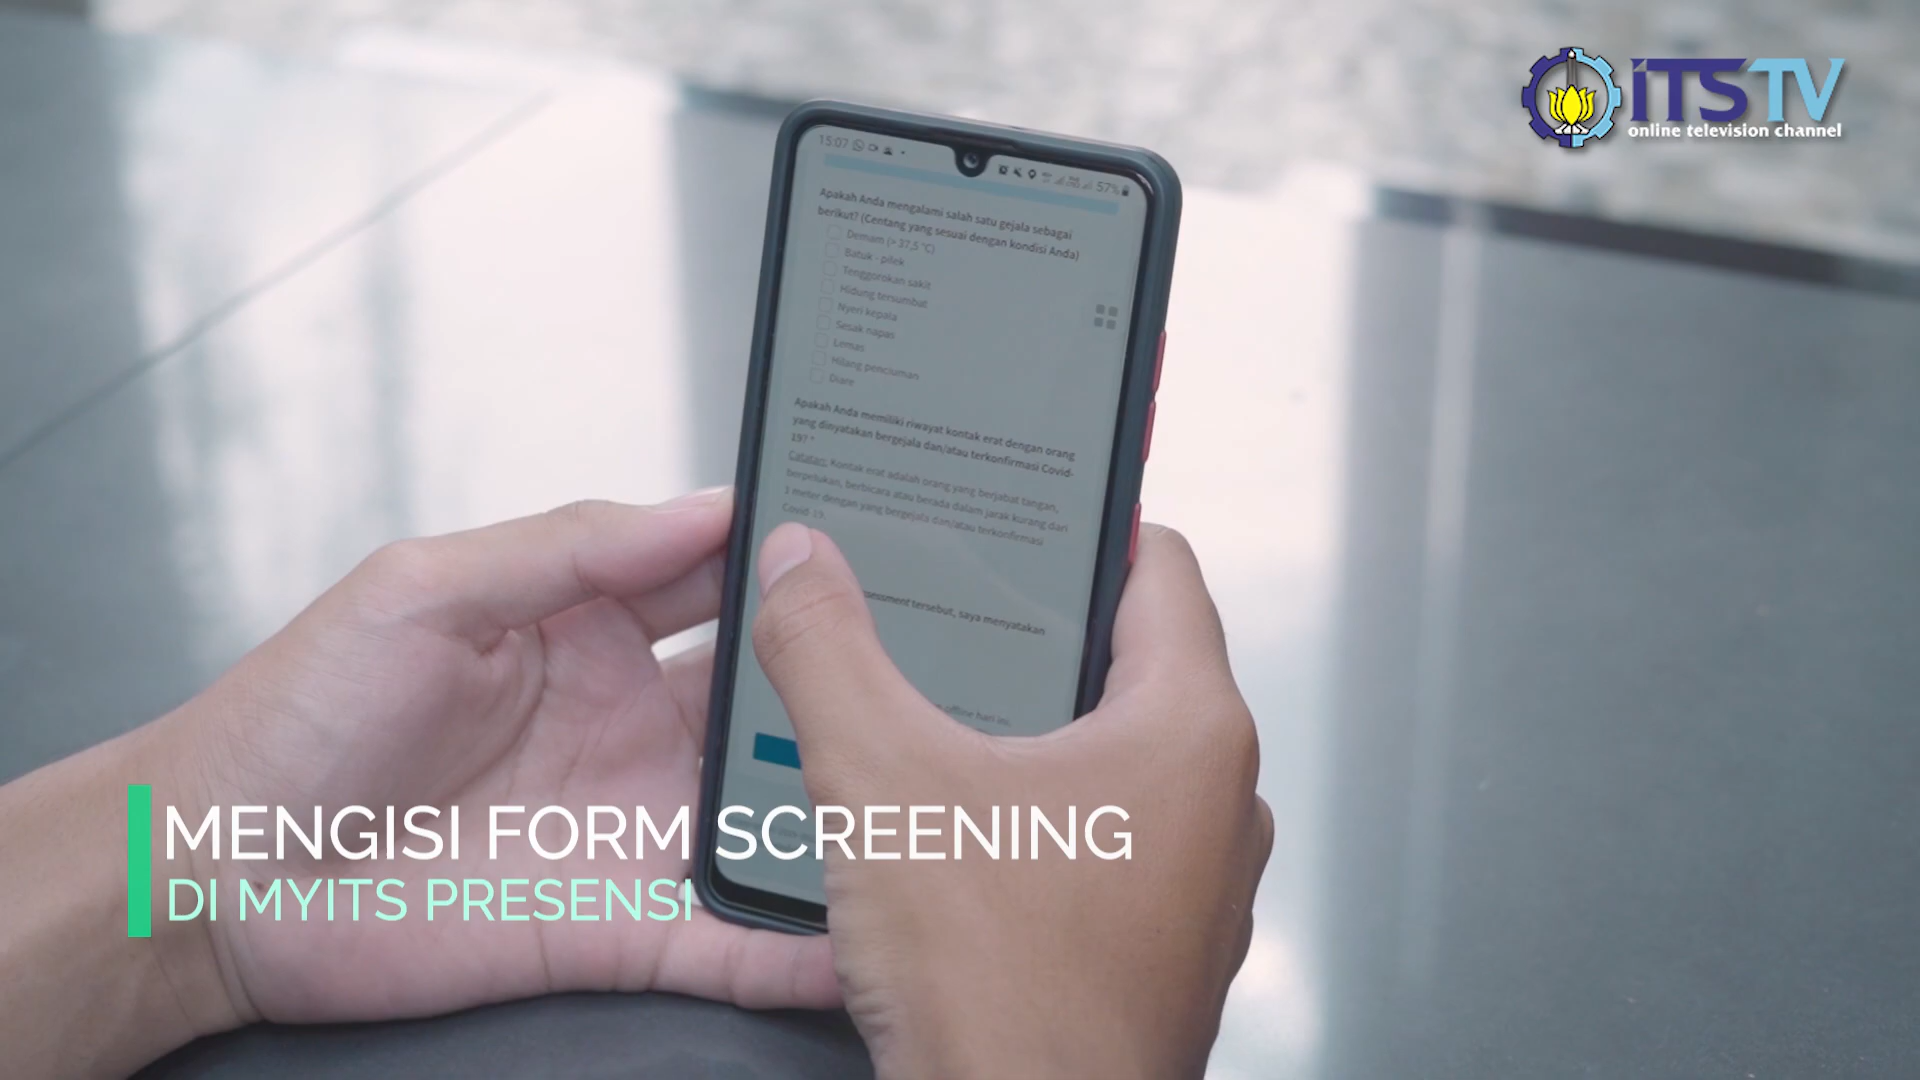 iTSTV
online television channel
15:07
57%
Apakah Anda mengalami salah satu gejala sebagai
berikut? (Centang yang sesuai dengan kondisi Anda)
Demam (> 37,5 °C)
Batuk - pilek
Tenggorokan sakit
Hidung tersumbat
Nyeri kepala
Sesak napas
Lemas
Hilang penciuman
Diare
Apakah Anda memiliki riwayat kontak erat dengan orang
yang dinyatakan bergejala dan/atau terkonfirmasi Covid-
19? *
Catatan: Kontak erat adalah orang yang berjabat tangan,
berpelukan, berbicara atau berada dalam jarak kurang dari
1 meter dengan yang bergejala dan/atau terkonfirmasi
Covid-19.
tersebut, saya menyatakan
offline hari ini.
MENGISI FORM SCREENING
DI MYITS PRESENSI